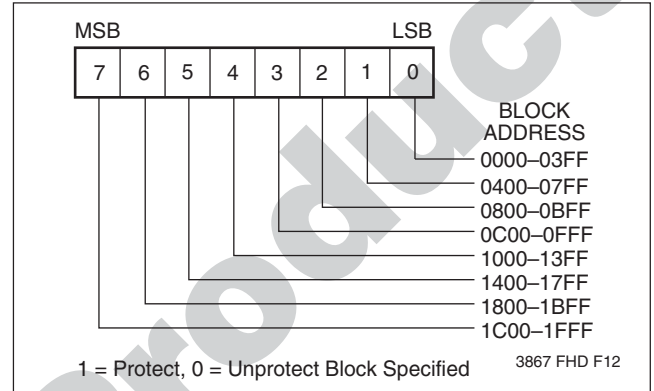 MSB LSB
7 6 5 4 3 2 1 0
BLOCK
ADDRESS
0000–03FF
0400–07FF
0800–0BFF
0C00–0FFF
1000–13FF
1400–17FF
1800–1BFF
1C00–1FFF
1 = Protect, 0 = Unprotect Block Specified
3867 FHD F12
Product